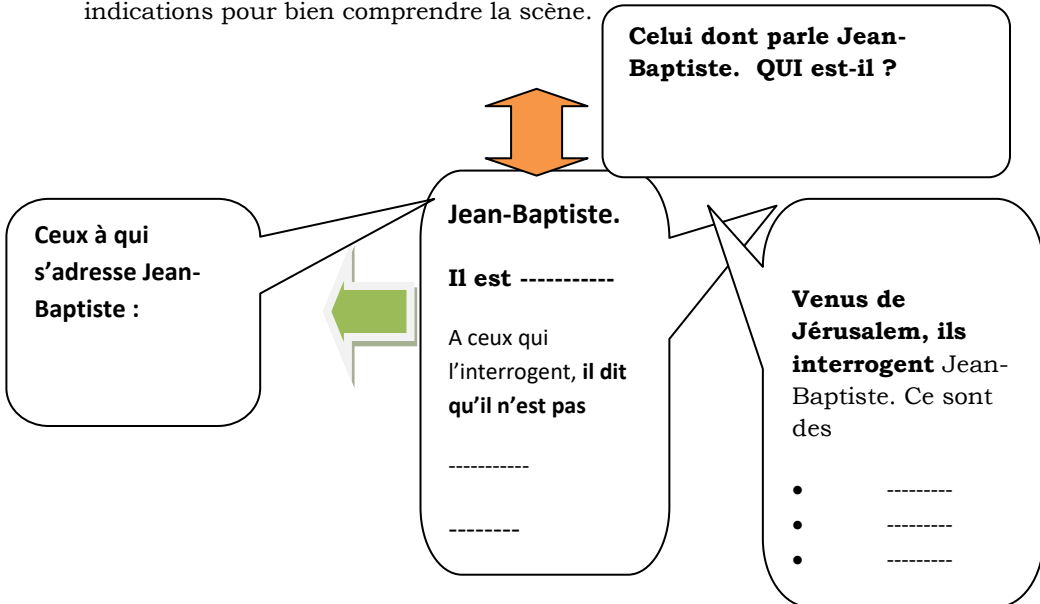 indications pour bien comprendre la scène.
Celui dont parle Jean-
Baptiste.  QUI est-il ?
Ceux à qui
s’adresse Jean-
Baptiste :
Jean-Baptiste.
Il est -----------
A ceux qui
l’interrogent, il dit
qu’il n’est pas
-----------
--------
Venus de
Jérusalem, ils
interrogent Jean-
Baptiste. Ce sont
des
• ---------
• ---------
• ---------